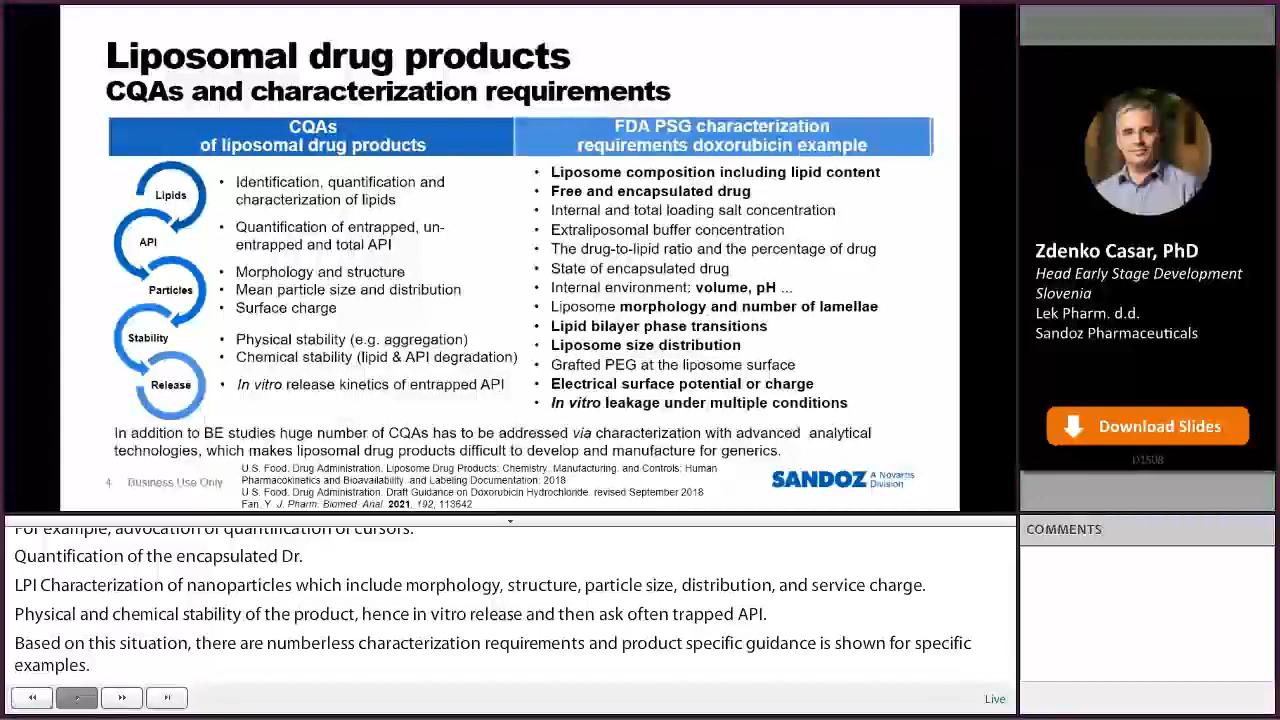 Liposomal drug products
CQAs and characterization requirements
CQAs
of liposomal drug products
FDA PSG characterization
requirements doxorubicin example
Lipids
• Identification, quantification and
characterization of lipids
API
• Quantification of entrapped, un-
entrapped and total API
Particles
• Morphology and structure
• Mean particle size and distribution
• Surface charge
Stability
• Physical stability (e.g. aggregation)
• Chemical stability (lipid & API degradation)
Release
• In vitro release kinetics of entrapped API
• Liposome composition including lipid content
• Free and encapsulated drug
• Internal and total loading salt concentration
• Extraliposomal buffer concentration
• The drug-to-lipid ratio and the percentage of drug
• State of encapsulated drug
• Internal environment: volume, pH ...
• Liposome morphology and number of lamellae
• Lipid bilayer phase transitions
• Liposome size distribution
• Grafted PEG at the liposome surface
• Electrical surface potential or charge
• In vitro leakage under multiple conditions
In addition to BE studies huge number of CQAs has to be addressed via characterization with advanced analytical
technologies, which makes liposomal drug products difficult to develop and manufacture for generics.
4 Business Use Only
U.S. Food. Drug Administration. Liposome Drug Products: Chemistry, Manufacturing, and Controls: Human
Pharmacokinetics and Bioavailability, and Labeling Documentation; 2018
U.S. Food. Drug Administration. Draft Guidance on Doxorubicin Hydrochloride. revised September 2018
Fan, Y. J. Pharm. Biomed. Anal. 2021, 192, 113642
SANDOZ A Novartis
Division
Zdenko Casar, PhD
Head Early Stage Development
Slovenia
Lek Pharm. d.d.
Sandoz Pharmaceuticals
Download Slides
D1508
For example, advocation of quantification of cursors.
Quantification of the encapsulated Dr.
LPI Characterization of nanoparticles which include morphology, structure, particle size, distribution, and service charge.
Physical and chemical stability of the product, hence in vitro release and then ask often trapped API.
Based on this situation, there are numberless characterization requirements and product specific guidance is shown for specific
examples.
Live
COMMENTS